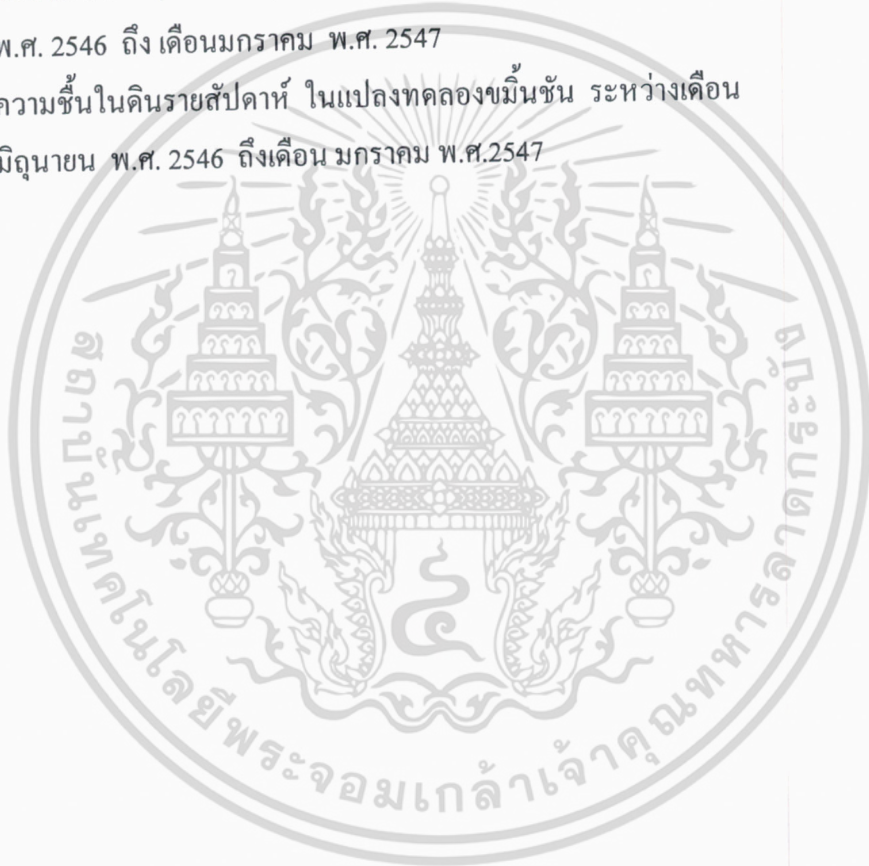 พ.ศ. 2546 ถึง เดือนมกราคม พ.ศ. 2547
ความชื้นในดินรายสัปดาห์ ในแปลงทดลองขมิ้นชัน ระหว่างเดือน
มิถุนายน พ.ศ. 2546 ถึงเดือน มกราคม พ.ศ.2547
สถาบันเทคโนโลยีพระจอมเกล้าเจ้าคุณทหารลาดกระบัง